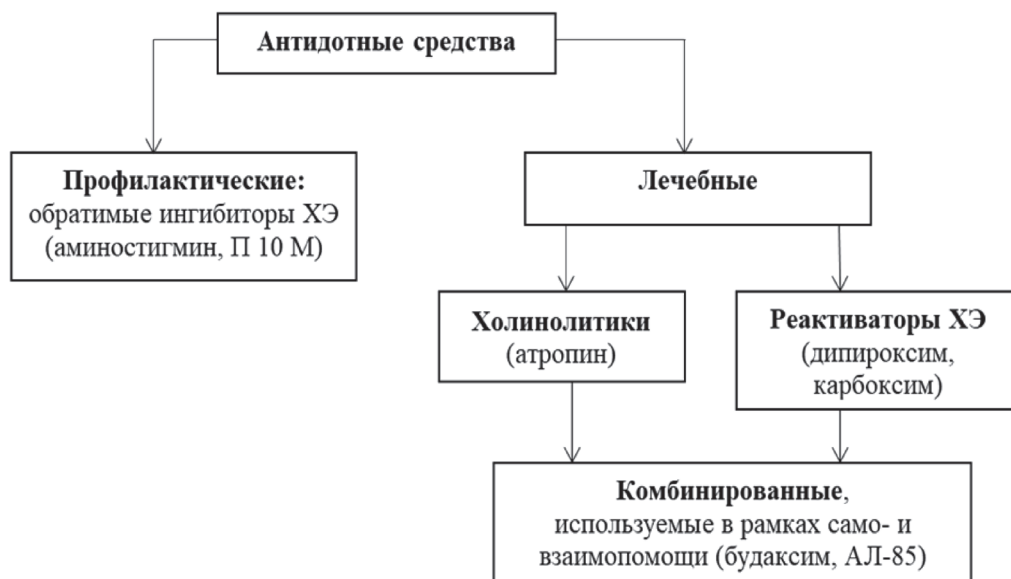 Антидотные средства
Профилактические:
обратимые ингибиторы ХЭ
(аминостигмин, П 10 М)
Лечебные
Холинолитики
(атропин)
Реактиваторы ХЭ
(дипироксим,
карбоксим)
Комбинированные,
используемые в рамках само- и
взаимопомощи (будаксим, АЛ-85)